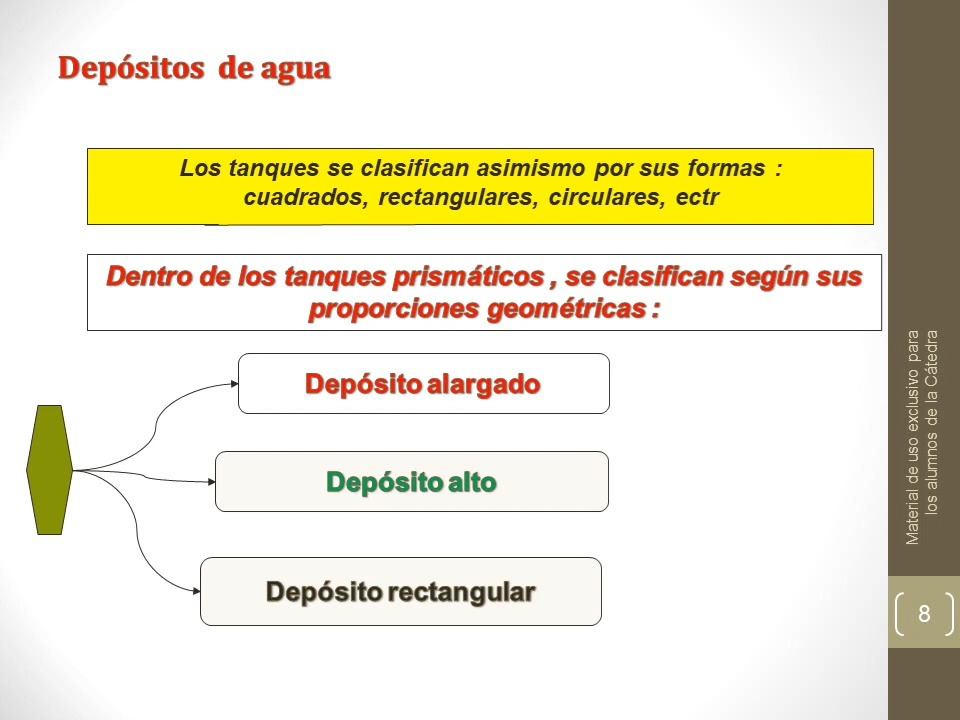 Depósitos de agua
Los tanques se clasifican asimismo por sus formas :
cuadrados, rectangulares, circulares, ectr
Dentro de los tanques prismáticos , se clasifican según sus
proporciones geométricas :
Depósito alargado
Depósito alto
Depósito rectangular
Material de uso exclusivo para
los alumnos de la Cátedra
8